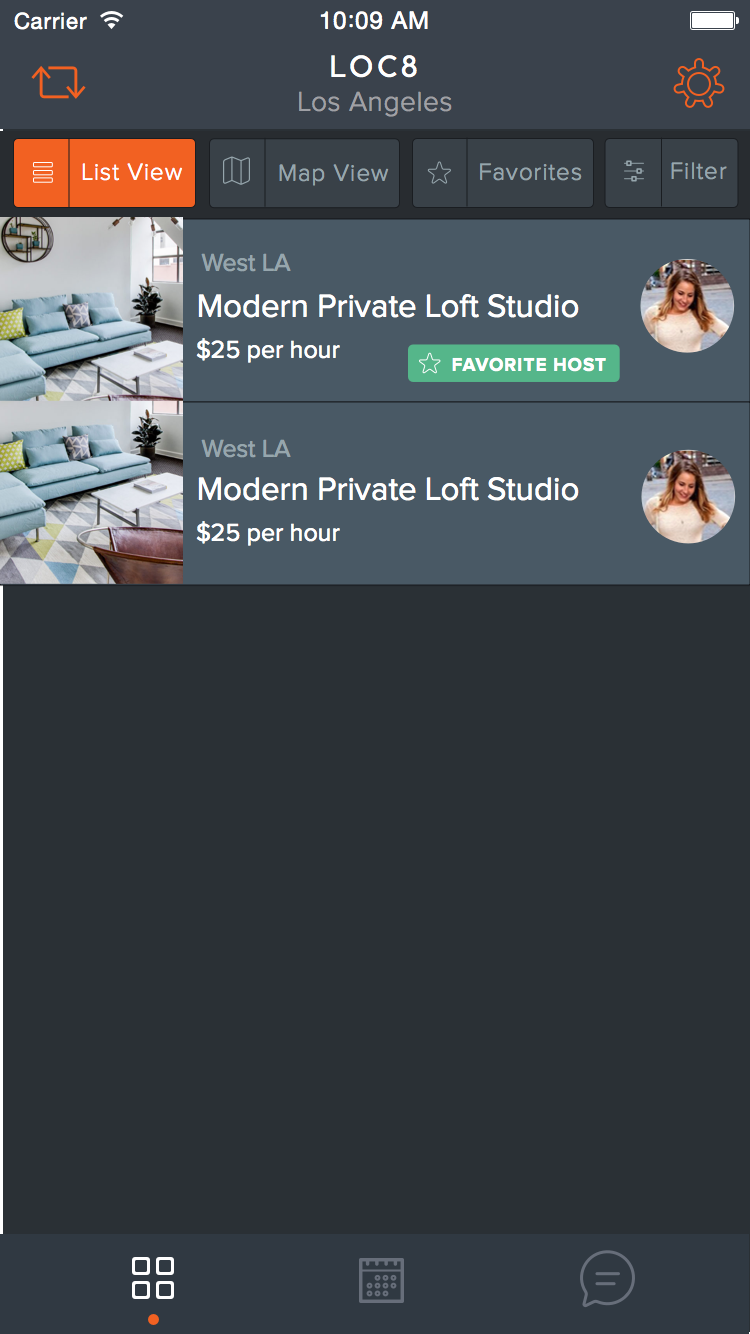 Carrier 10:09 AM
LOC8
Los Angeles
List View Map View Favorites Filter
West LA
Modern Private Loft Studio
$25 per hour
FAVORITE HOST
West LA
Modern Private Loft Studio
$25 per hour